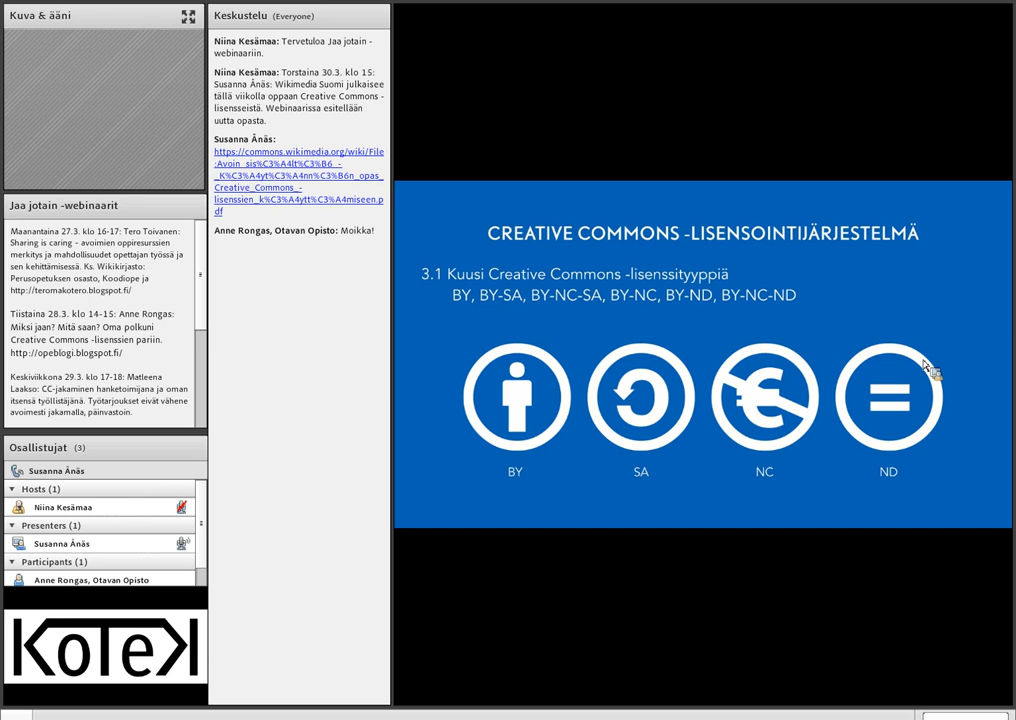 Kuva & ääni
Keskustelu (Everyone)
Niina Kesämaa: Tervetuloa Jaa jotain -
webinaariin.
Niina Kesämaa: Torstaina 30.3. klo 15:
Susanna Ånäs: Wikimedia Suomi julkaisee
tällä viikolla oppaan Creative Commons -
lisensseistä. Webinaarissa esitellään
uutta opasta.
Susanna Ånäs:
https://commons.wikimedia.org/wiki/File
:Avoin_sis%C3%A4lt%C3%B6_-
_K%C3%A4yt%C3%A4nn%C3%B6n_opas_
Creative_Commons_-
lisenssien_k%C3%A4ytt%C3%A4miseen.p
df
Anne Rongas, Otavan Opisto: Moikka!
Jaa jotain -webinaarit
Maanantaina 27.3. klo 16-17: Tero Toivanen:
Sharing is caring - avoimien oppiresurssien
merkitys ja mahdollisuudet opettajan työssä ja
sen kehittämisessä. Ks. Wikikirjasto:
Perusopetuksen osasto, Koodiope ja
http://teromakotero.blogspot.fi/
Tiistaina 28.3. klo 14-15: Anne Rongas:
Miksi jaan? Mitä saan? Oma polkuni
Creative Commons -lisenssien pariin.
http://opeblogi.blogspot.fi/
Keskiviikkona 29.3. klo 17-18: Matleena
Laakso: CC-jakaminen hanketoimijana ja oman
itsensä työllistäjänä. Työtarjoukset eivät vähene
avoimesti jakamalla, päinvastoin.
Osallistujat (3)
Susanna Ånäs
Hosts (1)
Niina Kesämaa
Presenters (1)
Susanna Ånäs
Participants (1)
Anne Rongas, Otavan Opisto
KoTeK
CREATIVE COMMONS -LISENSOINTIJÄRJESTELMÄ
3.1 Kuusi Creative Commons -lisenssityyppiä
BY, BY-SA, BY-NC-SA, BY-NC, BY-ND, BY-NC-ND
BY SA NC ND